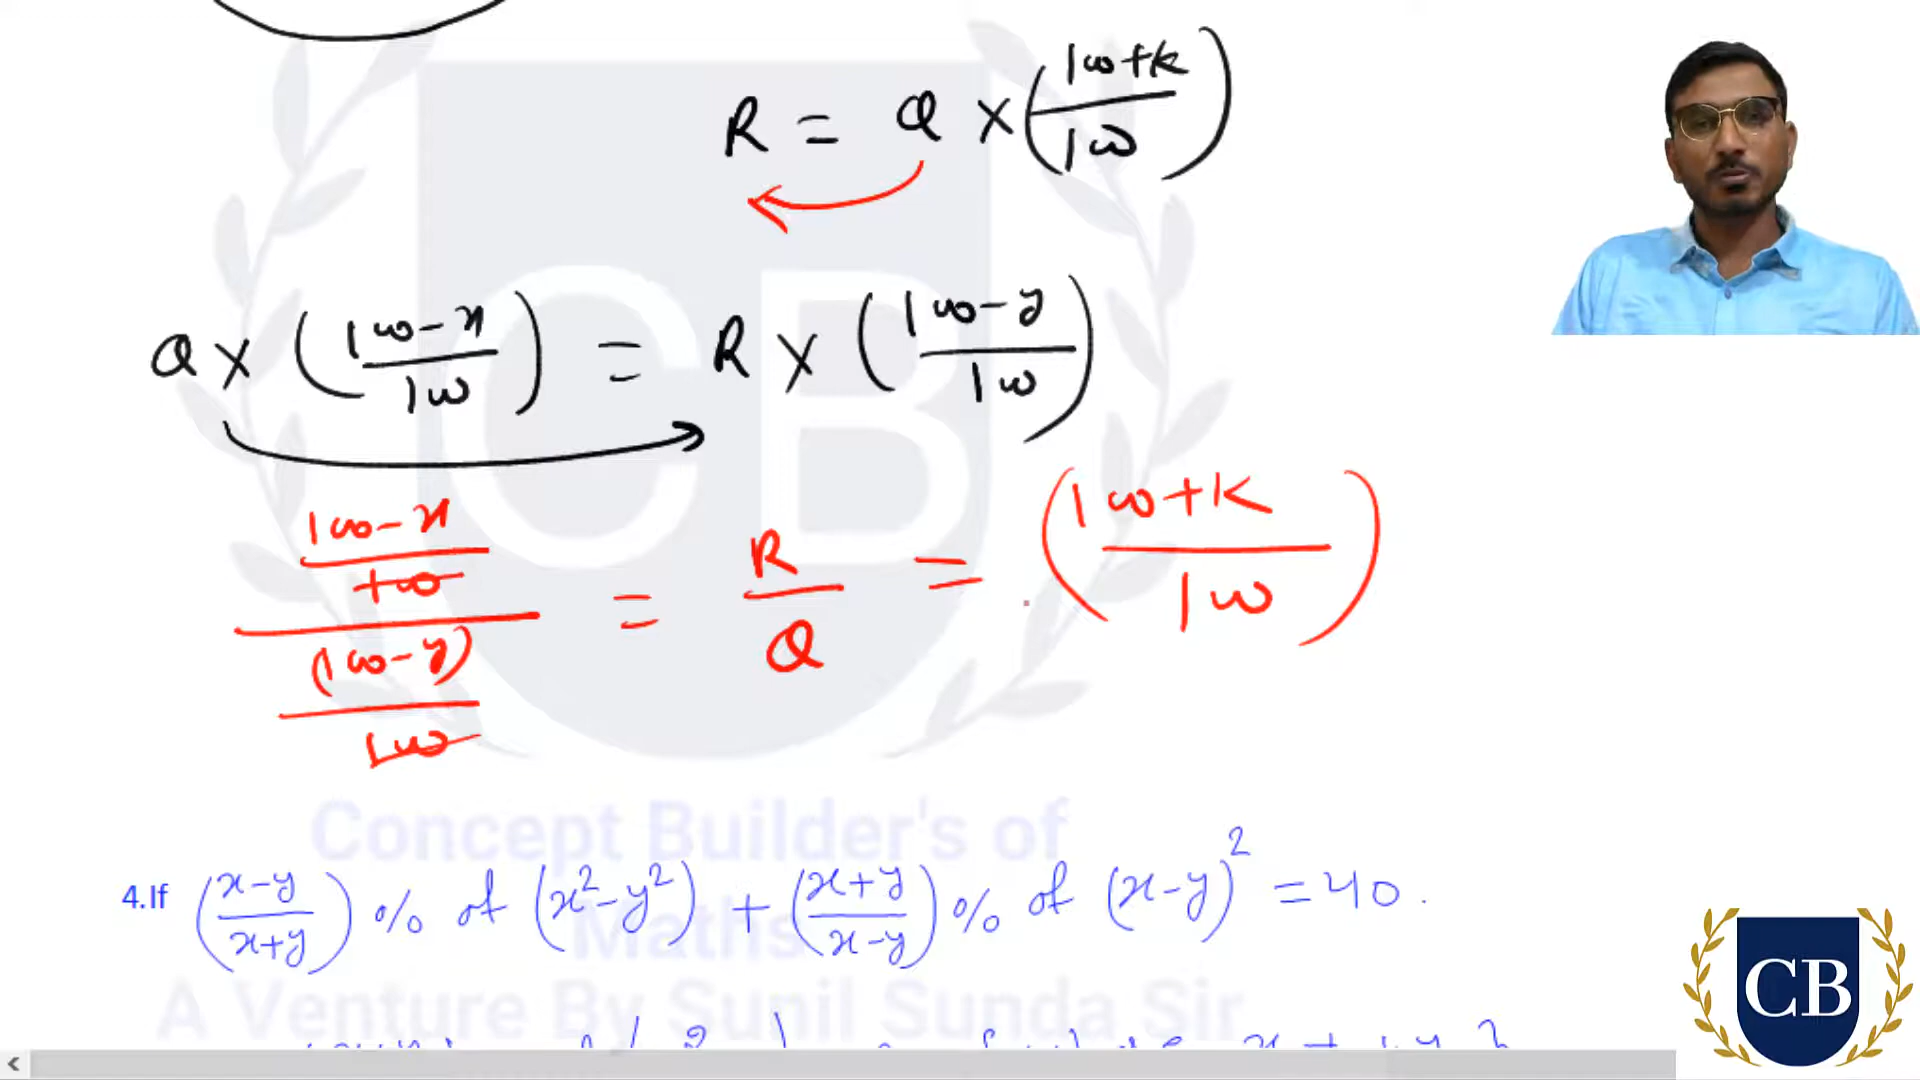 R = Q × (100+k / 100)
Q × (100-x / 100) = R × (100-y / 100)
(100-x / 100) / ((100-y) / 100) = R / Q = (100+k / 100)
Concept Builder's of
4.If (x-y / x+y) % of (x²-y²) + (x+y / x-y) % of (x-y)² = 40.
Maths
A Venture By Sunil Sunda Sir
CB
CB